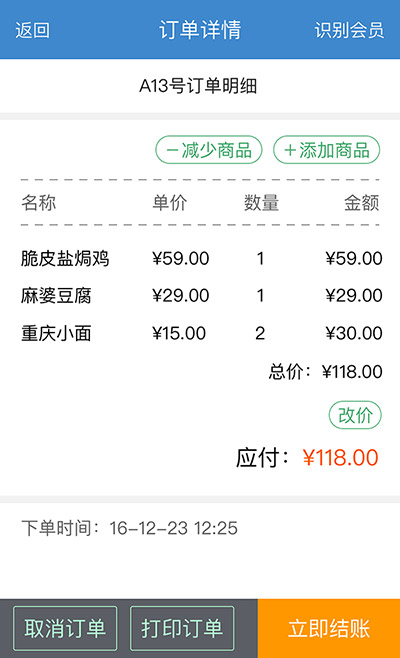 返回 订单详情 识别会员
A13号订单明细
－减少商品 ＋添加商品
名称 单价 数量 金额
脆皮盐焗鸡 ¥59.00 1 ¥59.00
麻婆豆腐 ¥29.00 1 ¥29.00
重庆小面 ¥15.00 2 ¥30.00
总价：¥118.00
改价
应付：¥118.00
下单时间：16-12-23 12:25
取消订单 打印订单 立即结账